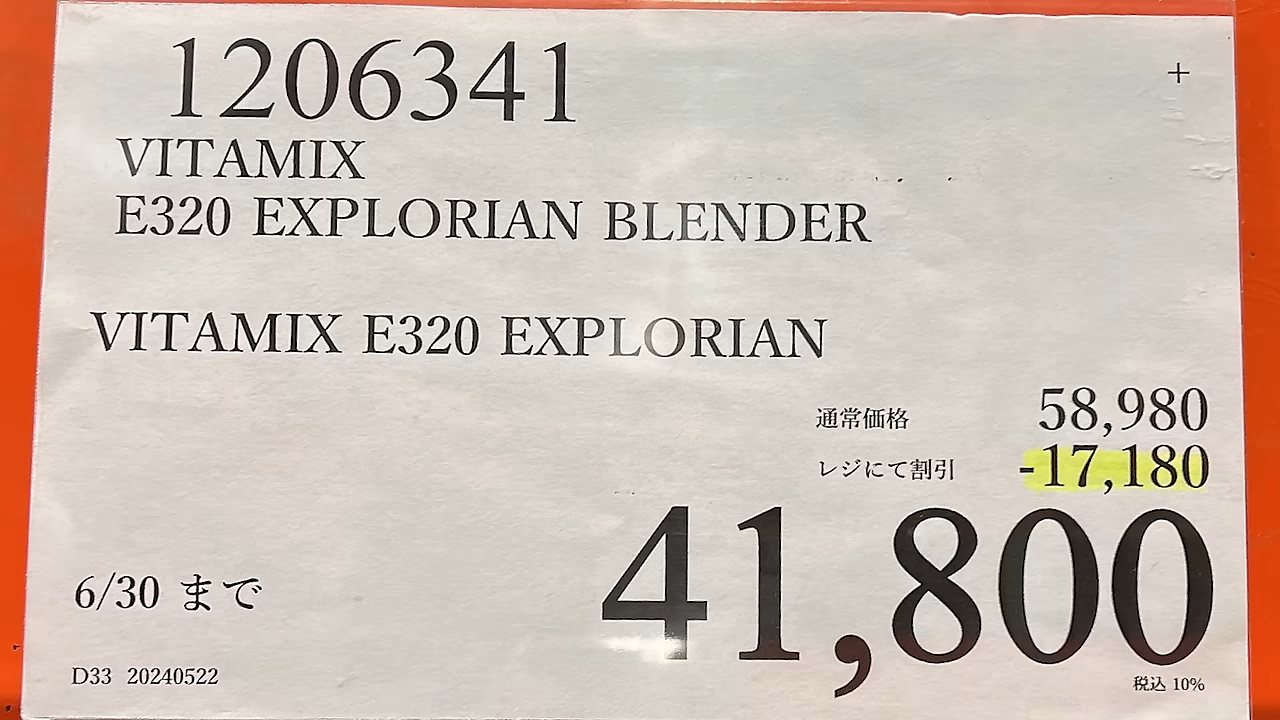 1206341
+
VITAMIX
E320 EXPLORIAN BLENDER
VITAMIX E320 EXPLORIAN
通常価格 58,980
レジにて割引 -17,180
41,800
6/30 まで
D33 20240522
税込 10%